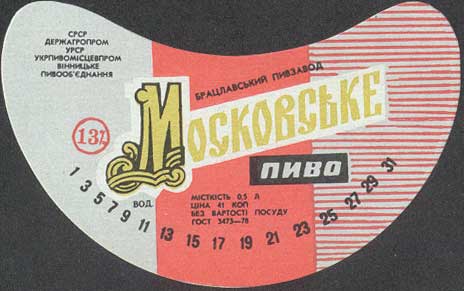 СРСР
ДЕРЖАГРОПРОМ
УРСР
УКРПИВОМІСЦЕВПРОМ
ВІННИЦЬКЕ
ПИВООБ'ЄДНАННЯ
БРАЦЛАВСЬКИЙ ПИВЗАВОД
МОСКОВСЬКЕ
ПИВО
13%
ВОД.
МІСТКІСТЬ 0,5 Л
ЦІНА 41 КОП
БЕЗ ВАРТОСТІ ПОСУДУ
ГОСТ 3473—78
1 3 5 7 9 11 13 15 17 19 21 23 25 27 29 31